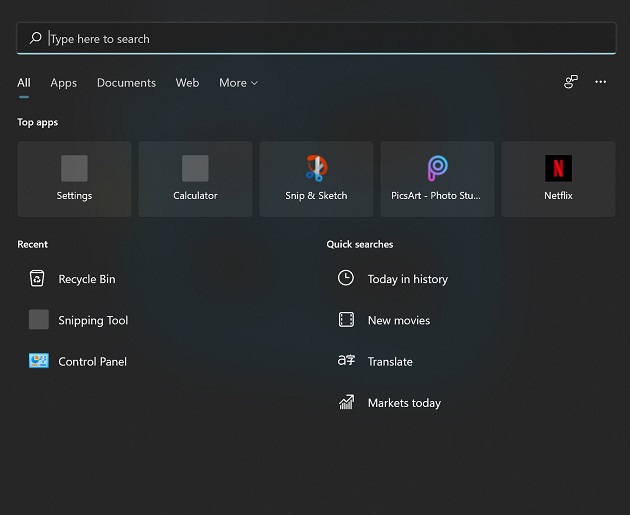 Type here to search
All Apps Documents Web More
Top apps
Settings Calculator Snip & Sketch PicsArt - Photo Stu... Netflix
Recent Quick searches
Recycle Bin Today in history
Snipping Tool New movies
Control Panel Translate
Markets today